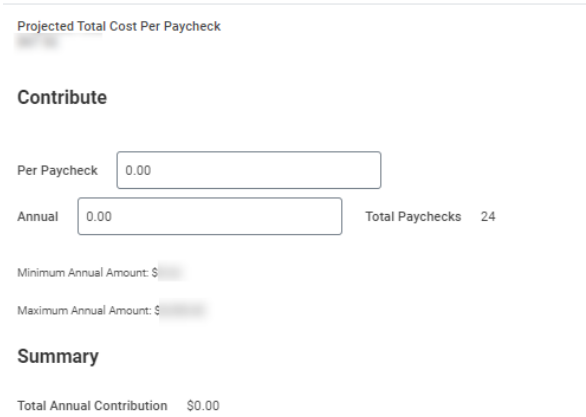 Projected Total Cost Per Paycheck
Contribute
Per Paycheck 0.00
Annual 0.00 Total Paychecks 24
Minimum Annual Amount: $
Maximum Annual Amount: $
Summary
Total Annual Contribution $0.00